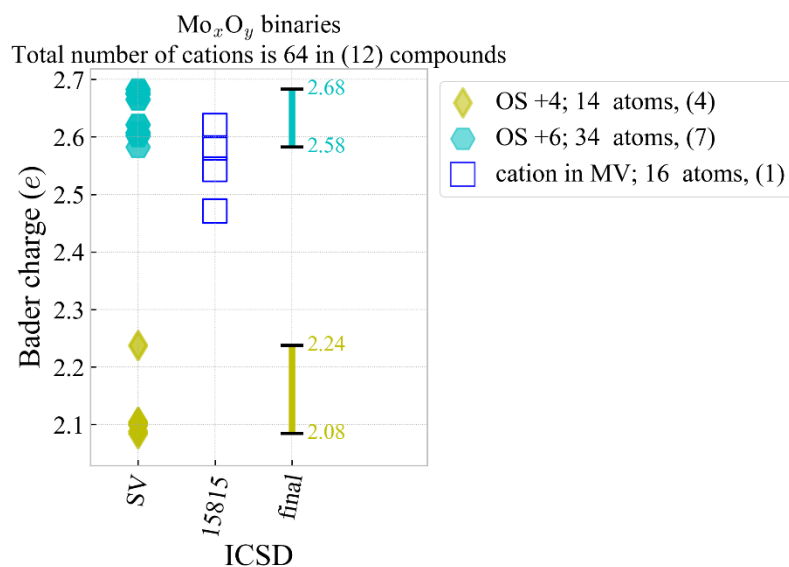 MoxOy binaries
Total number of cations is 64 in (12) compounds
2.7
2.6
2.5
2.4
2.3
2.2
2.1
Bader charge (e)
2.68
2.58
2.24
2.08
SV
15815
final
ICSD
OS +4; 14 atoms, (4)
OS +6; 34 atoms, (7)
cation in MV; 16 atoms, (1)